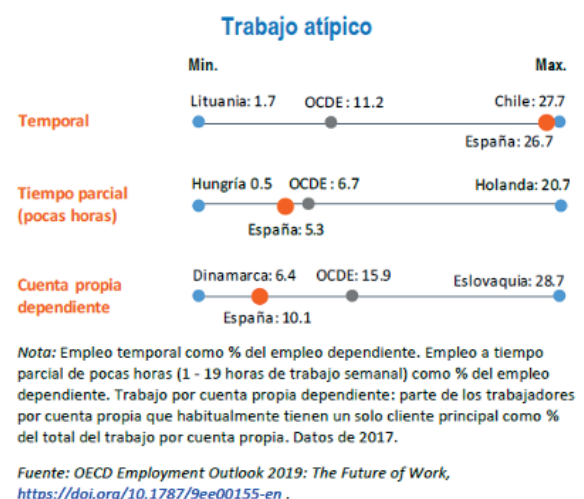 Trabajo atípico
Min. Max.
Lituania: 1.7 OCDE: 11.2 Chile: 27.7
Temporal
España: 26.7
Hungría 0.5 OCDE : 6.7 Holanda: 20.7
Tiempo parcial
(pocas horas)
España: 5.3
Dinamarca: 6.4 OCDE: 15.9 Eslovaquia: 28.7
Cuenta propia
dependiente
España: 10.1
Nota: Empleo temporal como % del empleo dependiente. Empleo a tiempo
parcial de pocas horas (1 - 19 horas de trabajo semanal) como % del empleo
dependiente. Trabajo por cuenta propia dependiente: parte de los trabajadores
por cuenta propia que habitualmente tienen un solo cliente principal como %
del total del trabajo por cuenta propia. Datos de 2017.
Fuente: OECD Employment Outlook 2019: The Future of Work,
https://doi.org/10.1787/9ee00155-en .